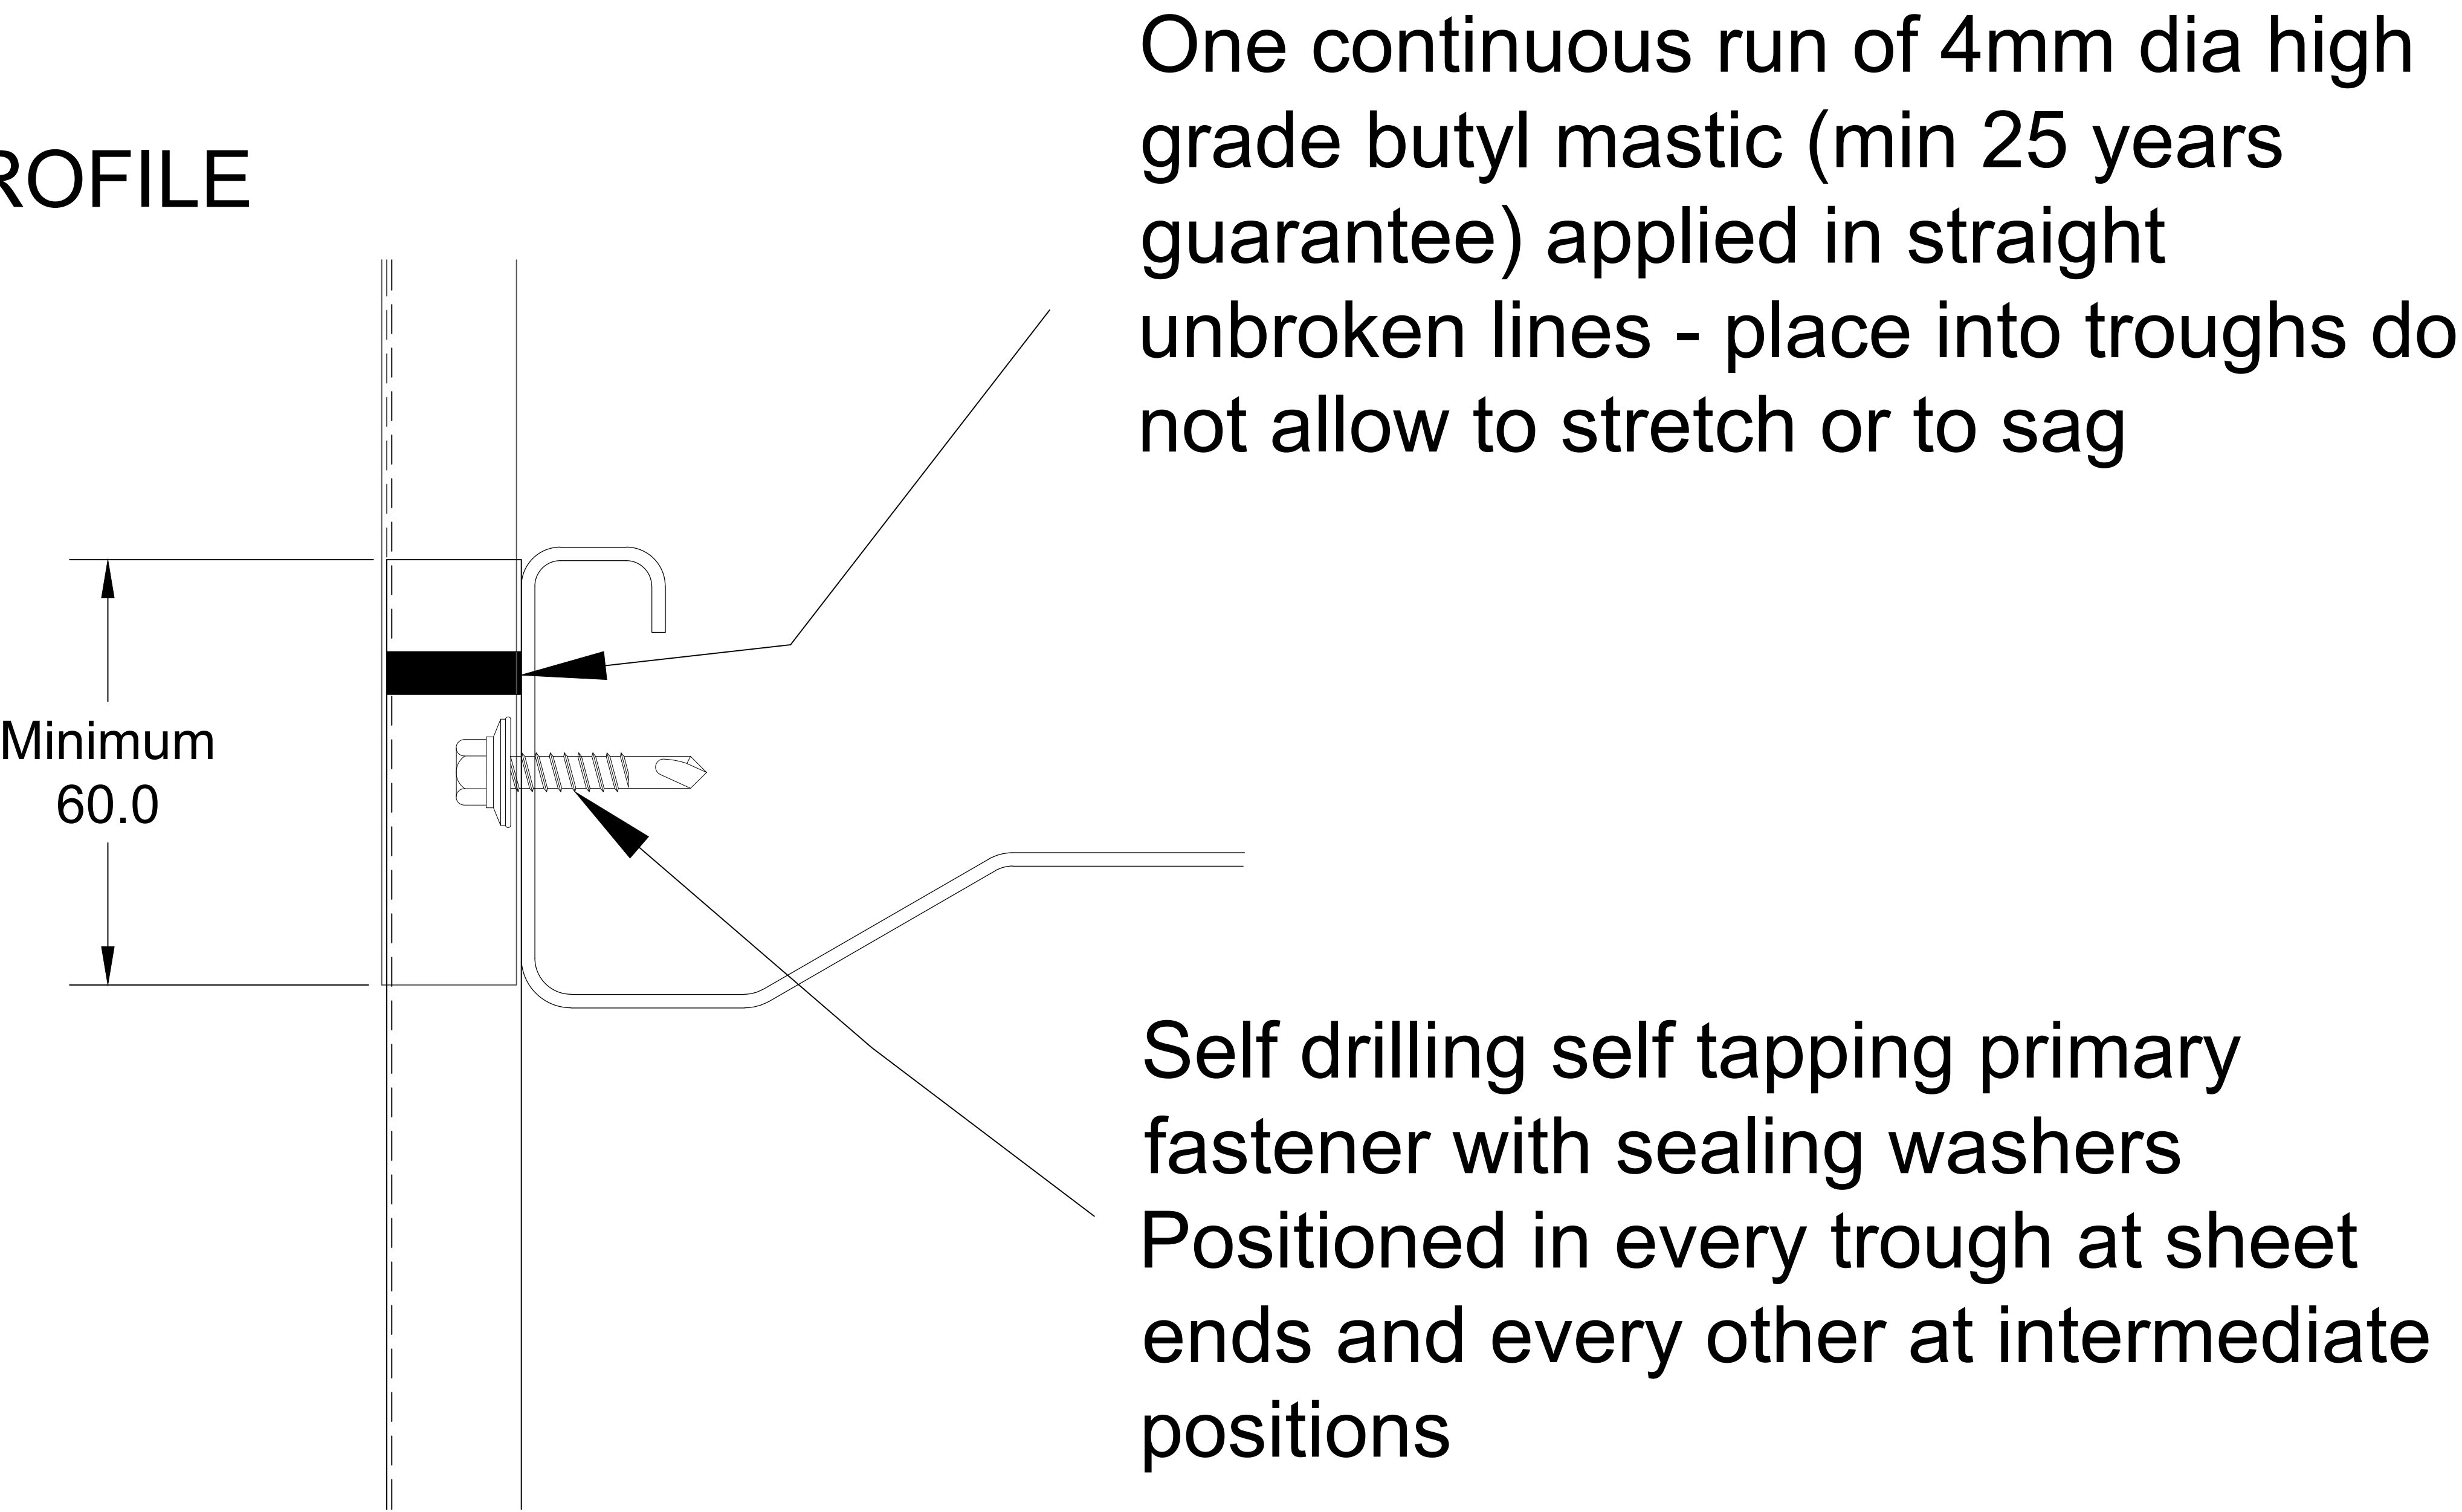 One continuous run of 4mm dia high
grade butyl mastic (min 25 years
guarantee) applied in straight
unbroken lines - place into troughs do
not allow to stretch or to sag
ROFILE
Minimum
60.0
Self drilling self tapping primary
fastener with sealing washers
Positioned in every trough at sheet
ends and every other at intermediate
positions